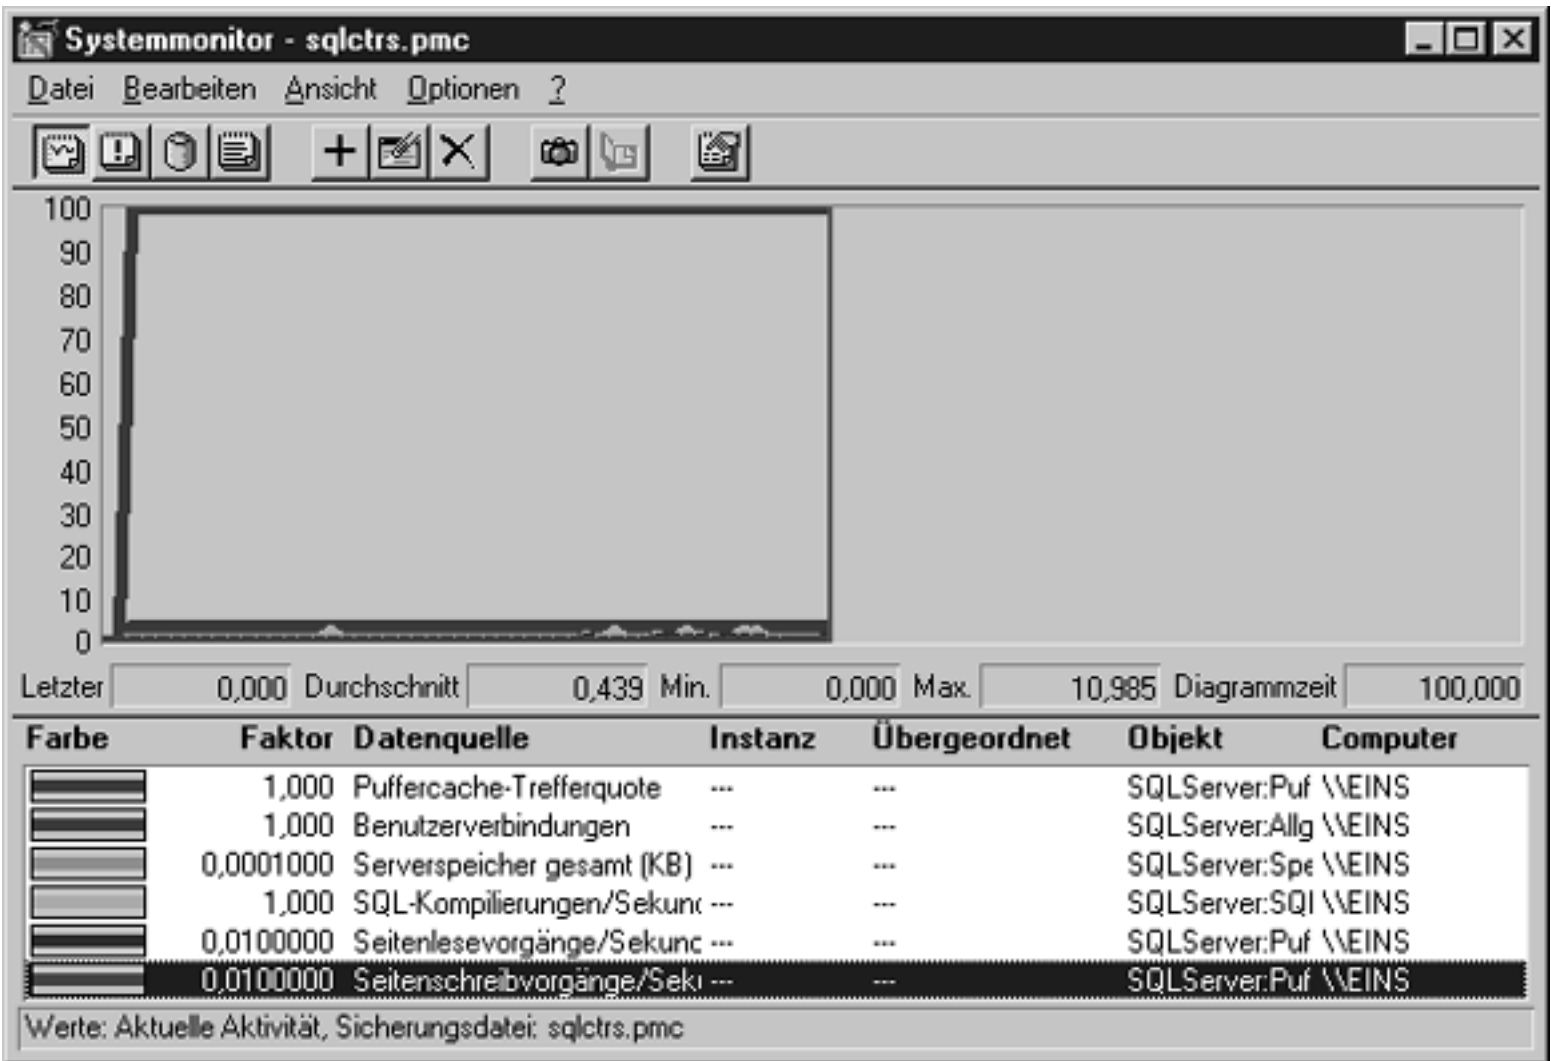 Systemmonitor - sqlctrs.pmc
Datei Bearbeiten Ansicht Optionen ?
100
90
80
70
60
50
40
30
20
10
0
Letzter 0,000 Durchschnitt 0,439 Min. 0,000 Max. 10,985 Diagrammzeit 100,000
Farbe Faktor Datenquelle Instanz Übergeordnet Objekt Computer
1,000 Puffercache-Trefferquote --- --- SQLServer:Puf \\EINS
1,000 Benutzerverbindungen --- --- SQLServer:Allg \\EINS
0,0001000 Serverspeicher gesamt (KB) --- --- SQLServer:Spe \\EINS
1,000 SQL-Kompilierungen/Sekunc --- --- SQLServer:SQl \\EINS
0,0100000 Seitenlesevorgänge/Sekunc --- --- SQLServer:Puf \\EINS
0,0100000 Seitenschreibvorgänge/Seku --- --- SQLServer:Puf \\EINS
Werte: Aktuelle Aktivität, Sicherungsdatei: sqlctrs.pmc